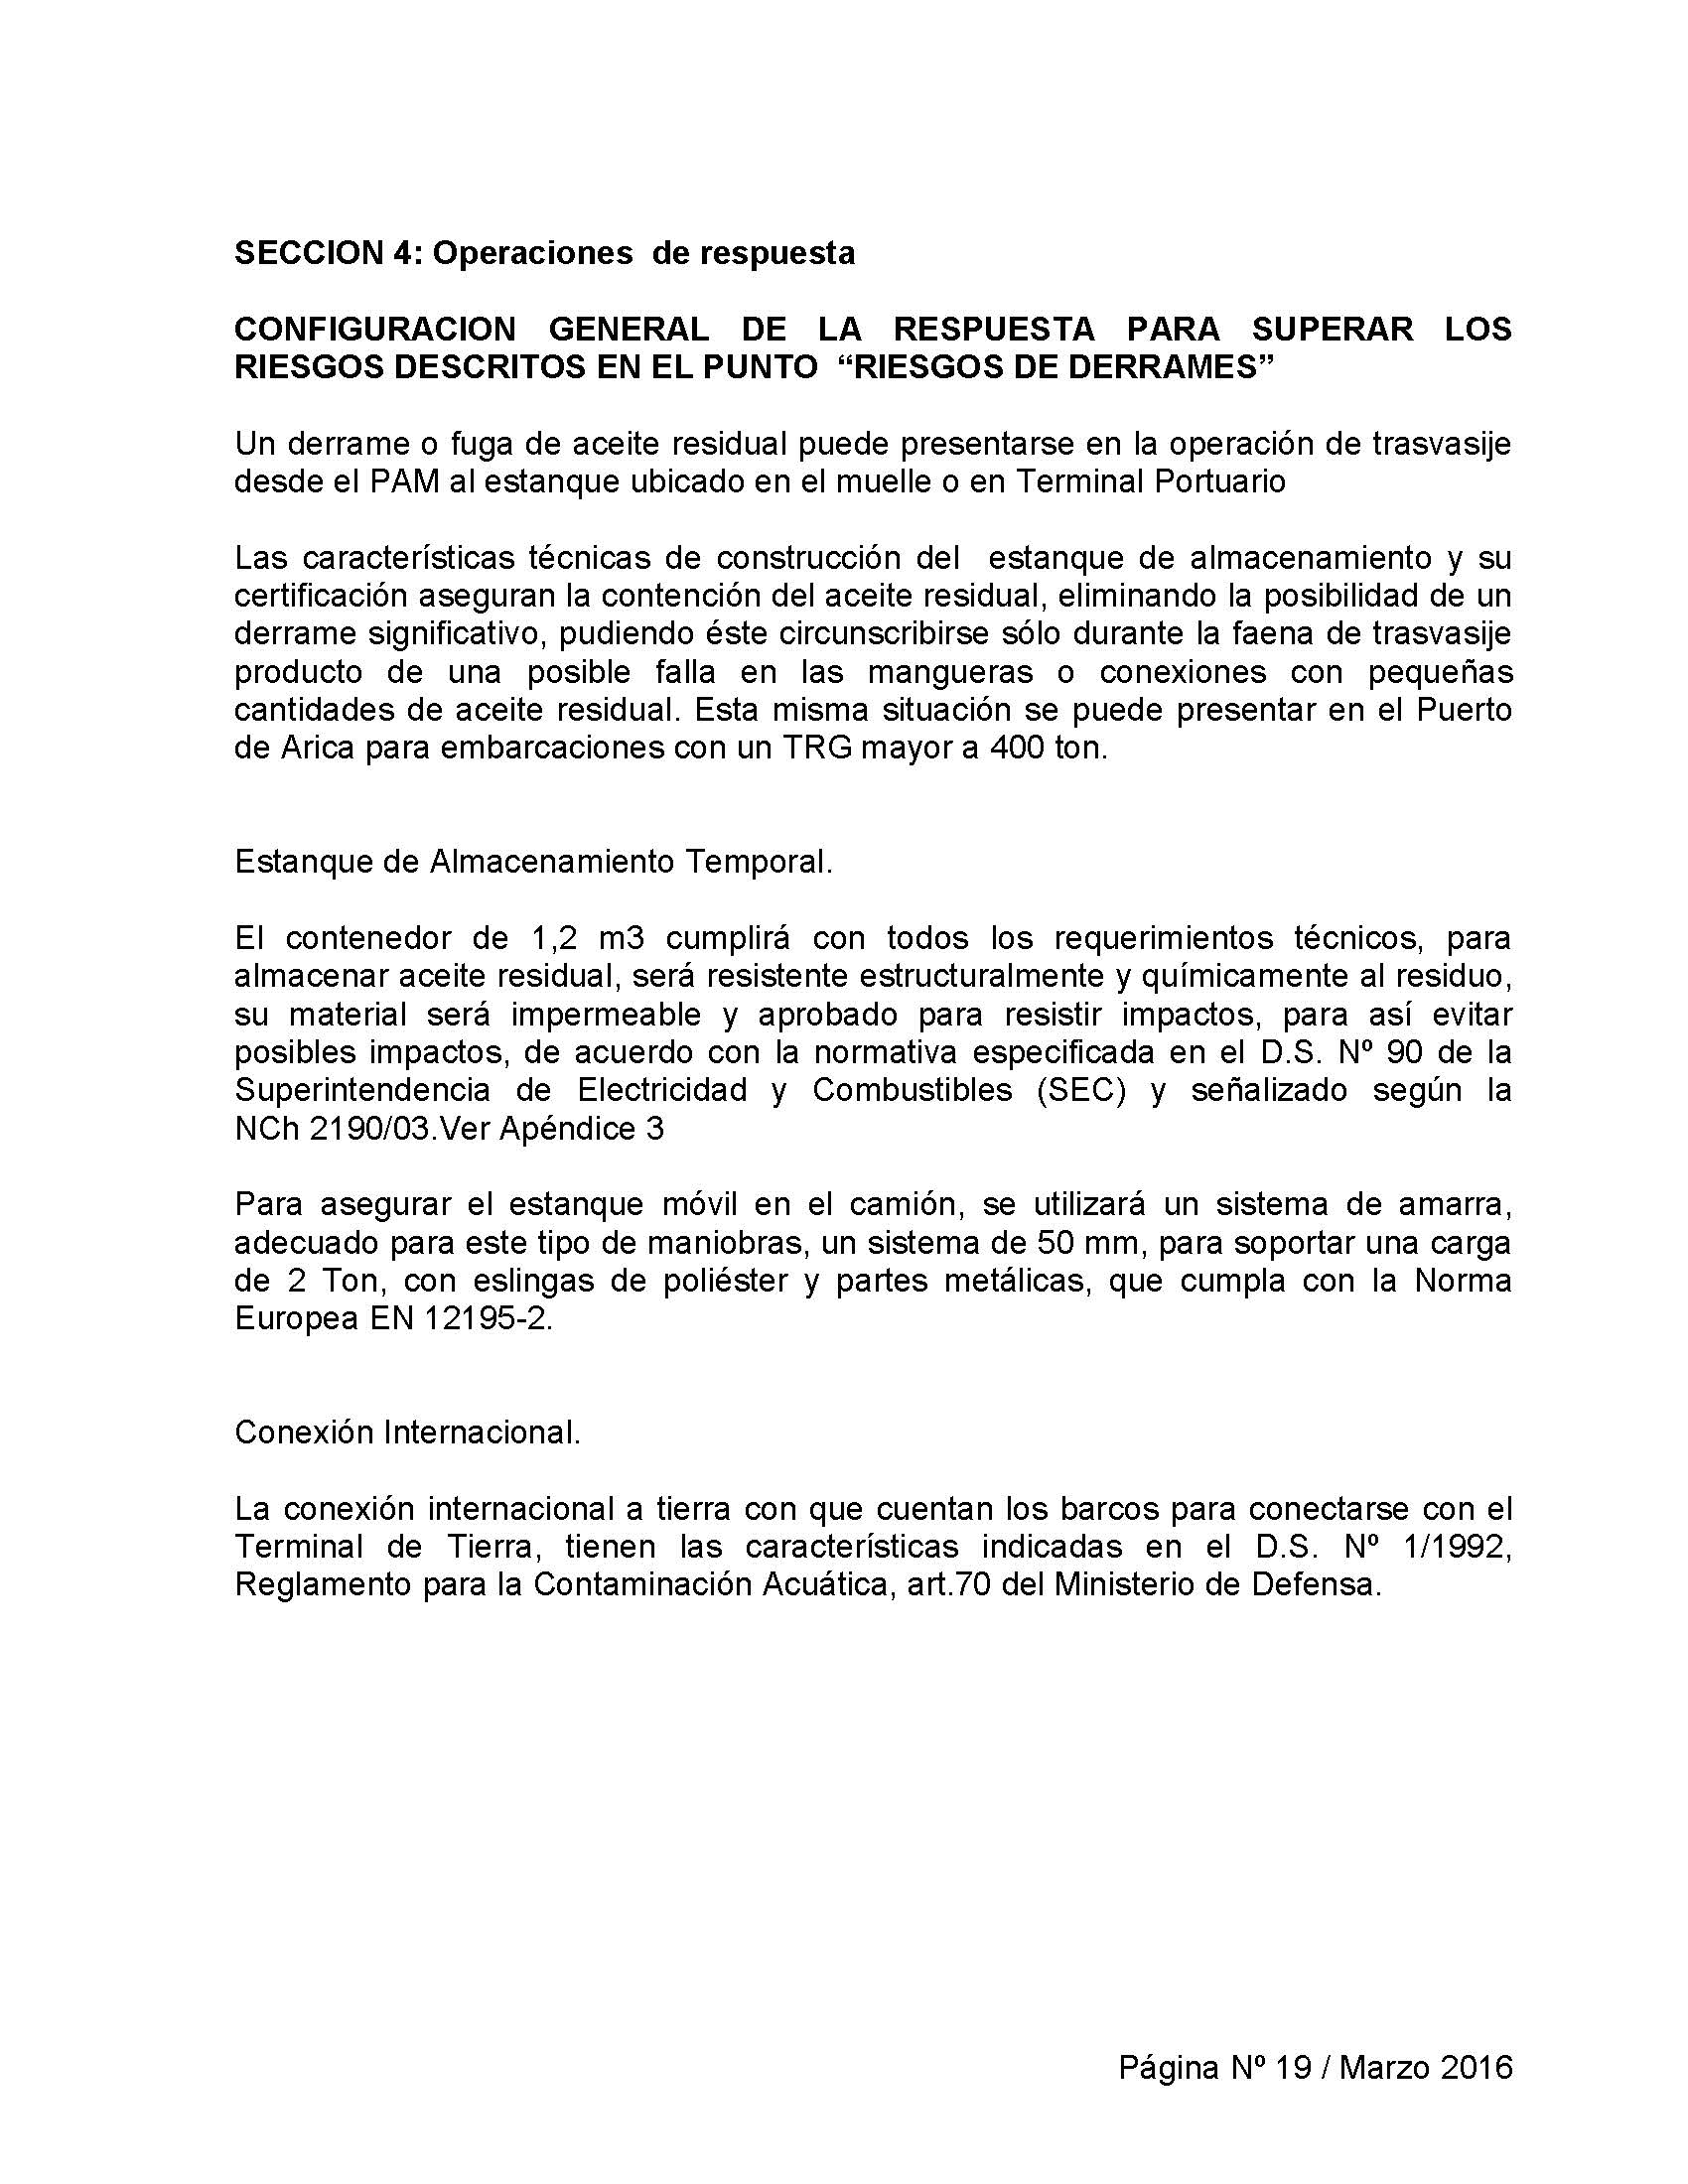 SECCION 4: Operaciones  de respuesta
CONFIGURACION GENERAL DE LA RESPUESTA PARA SUPERAR LOS
RIESGOS DESCRITOS EN EL PUNTO  “RIESGOS DE DERRAMES”
Un derrame o fuga de aceite residual puede presentarse en la operación de trasvasije
desde el PAM al estanque ubicado en el muelle o en Terminal Portuario
Las características técnicas de construcción del  estanque de almacenamiento y su
certificación aseguran la contención del aceite residual, eliminando la posibilidad de un
derrame significativo, pudiendo éste circunscribirse sólo durante la faena de trasvasije
producto de una posible falla en las mangueras o conexiones con pequeñas
cantidades de aceite residual. Esta misma situación se puede presentar en el Puerto
de Arica para embarcaciones con un TRG mayor a 400 ton.
Estanque de Almacenamiento Temporal.
El contenedor de 1,2 m3 cumplirá con todos los requerimientos técnicos, para
almacenar aceite residual, será resistente estructuralmente y químicamente al residuo,
su material será impermeable y aprobado para resistir impactos, para así evitar
posibles impactos, de acuerdo con la normativa especificada en el D.S. Nº 90 de la
Superintendencia de Electricidad y Combustibles (SEC) y señalizado según la
NCh 2190/03.Ver Apéndice 3
Para asegurar el estanque móvil en el camión, se utilizará un sistema de amarra,
adecuado para este tipo de maniobras, un sistema de 50 mm, para soportar una carga
de 2 Ton, con eslingas de poliéster y partes metálicas, que cumpla con la Norma
Europea EN 12195-2.
Conexión Internacional.
La conexión internacional a tierra con que cuentan los barcos para conectarse con el
Terminal de Tierra, tienen las características indicadas en el D.S. Nº 1/1992,
Reglamento para la Contaminación Acuática, art.70 del Ministerio de Defensa.
Página Nº 19 / Marzo 2016